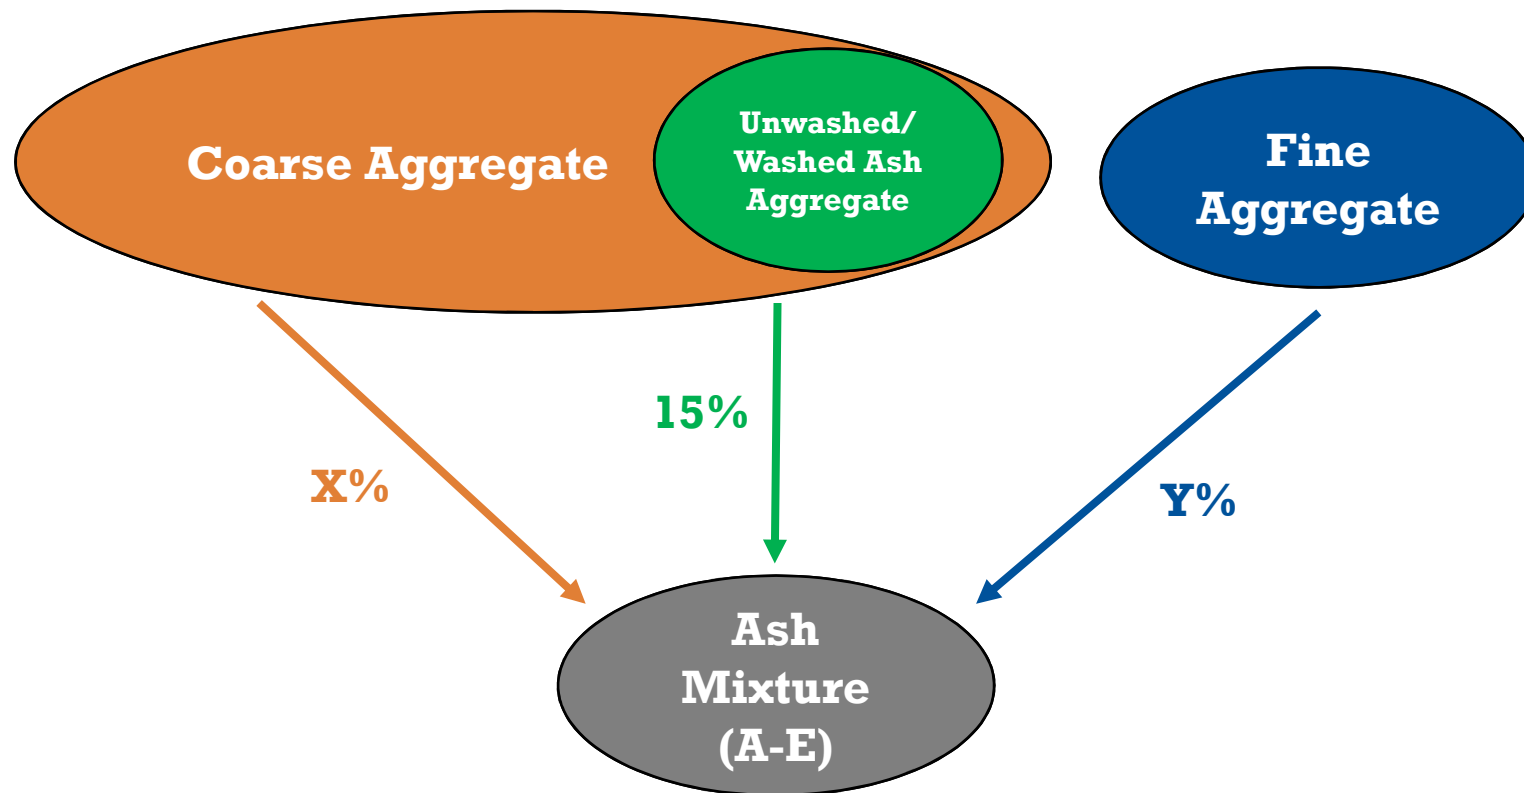 Coarse Aggregate
Unwashed/
Washed Ash
Aggregate
Fine
Aggregate
X%
15%
Y%
Ash
Mixture
(A-E)